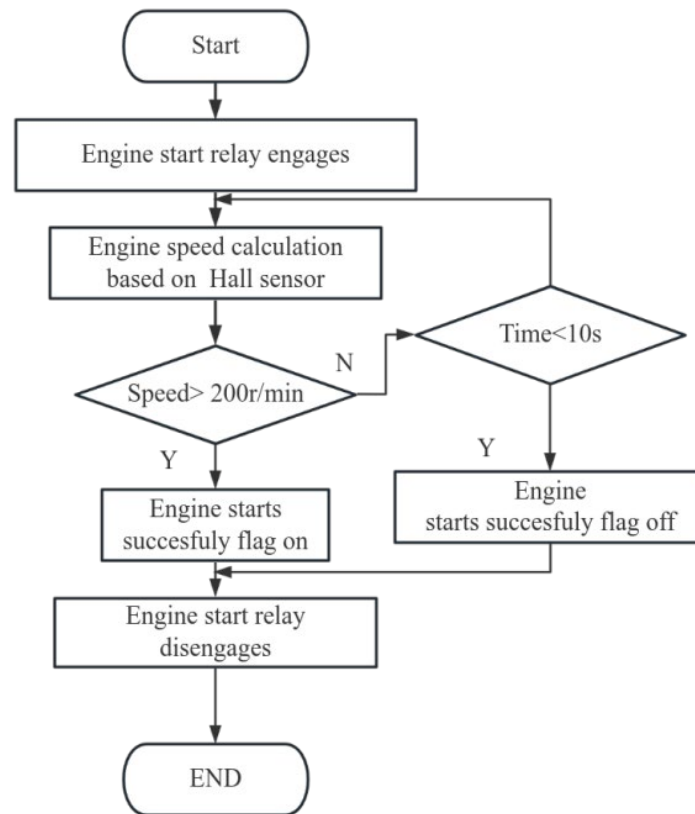 Start
Engine start relay engages
Engine speed calculation
based on Hall sensor
Time<10s
N
Speed> 200r/min
Y
Y
Engine starts
succesfuly flag on
Engine
starts succesfuly flag off
Engine start relay
disengages
END